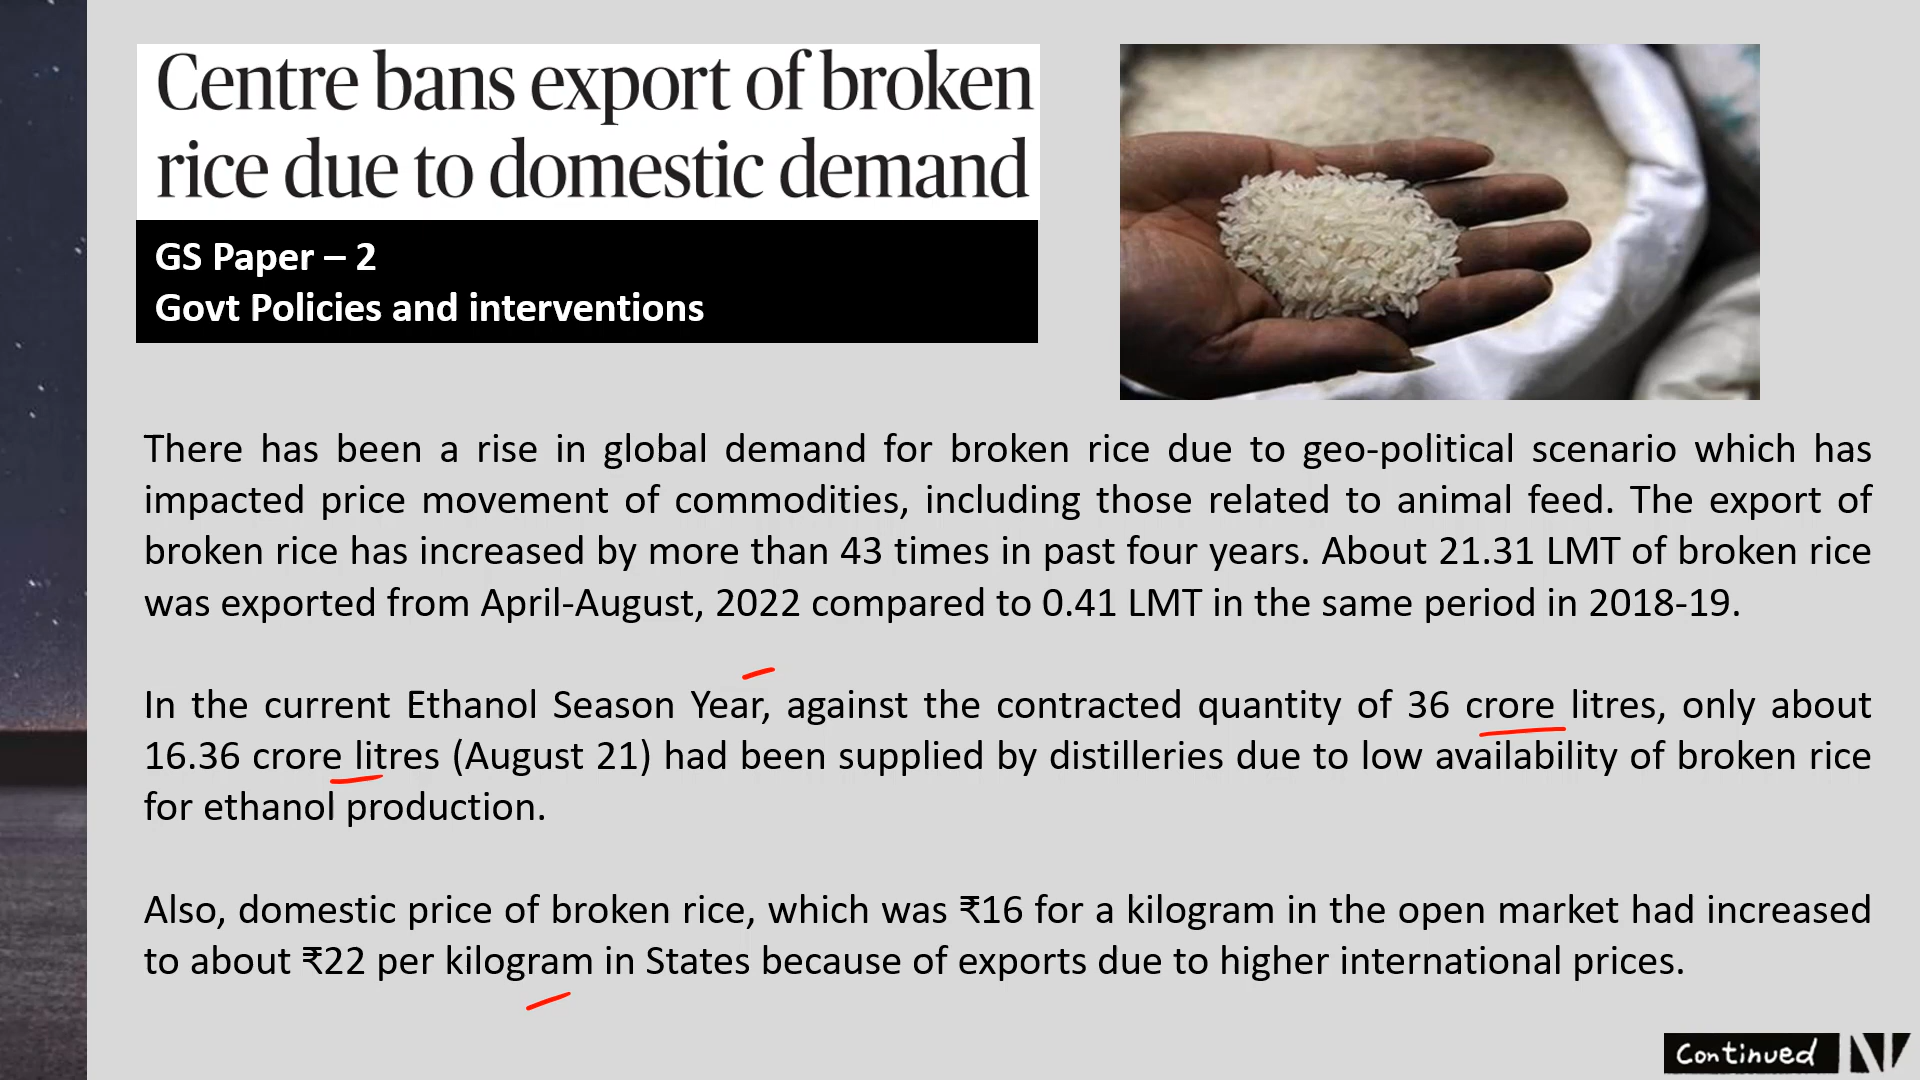 Centre bans export of broken
rice due to domestic demand
GS Paper – 2
Govt Policies and interventions
There has been a rise in global demand for broken rice due to geo-political scenario which has
impacted price movement of commodities, including those related to animal feed. The export of
broken rice has increased by more than 43 times in past four years. About 21.31 LMT of broken rice
was exported from April-August, 2022 compared to 0.41 LMT in the same period in 2018-19.
In the current Ethanol Season Year, against the contracted quantity of 36 crore litres, only about
16.36 crore litres (August 21) had been supplied by distilleries due to low availability of broken rice
for ethanol production.
Also, domestic price of broken rice, which was ₹16 for a kilogram in the open market had increased
to about ₹22 per kilogram in States because of exports due to higher international prices.
Continued